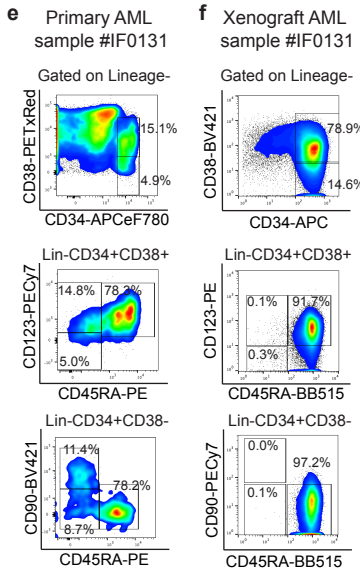 e Primary AML
sample #IF0131
Gated on Lineage-
CD38-PETxRed
15.1%
4.9%
CD34-APCeF780
Lin-CD34+CD38+
CD123-PECy7
14.8% 78.3%
5.0%
CD45RA-PE
Lin-CD34+CD38-
CD90-BV421
11.4%
78.2%
8.7%
CD45RA-PE
f Xenograft AML
sample #IF0131
Gated on Lineage-
CD38-BV421
78.9%
14.6%
CD34-APC
Lin-CD34+CD38+
CD123-PE
0.1% 91.7%
0.3%
CD45RA-BB515
Lin-CD34+CD38-
CD90-PECy7
0.0%
97.2%
0.1%
CD45RA-BB515